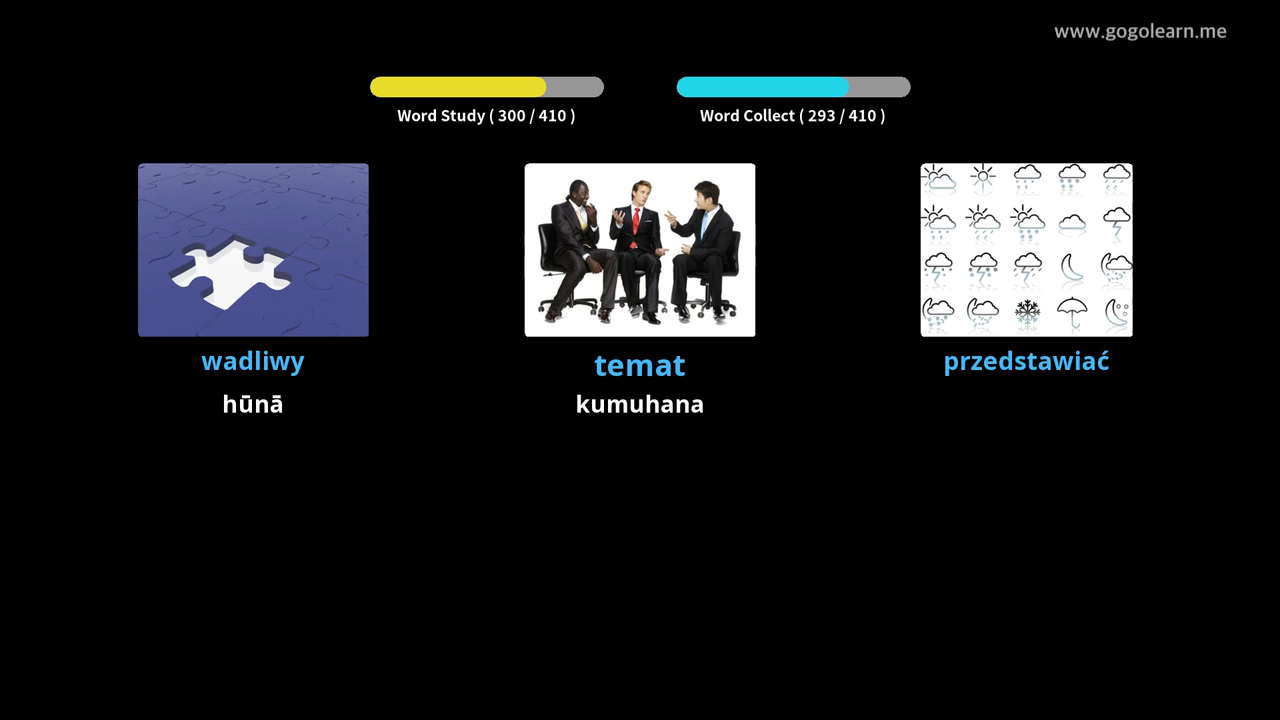 www.gogolearn.me
Word Study ( 300 / 410 )
Word Collect ( 293 / 410 )
wadliwy
temat
przedstawiać
hūnā
kumuhana